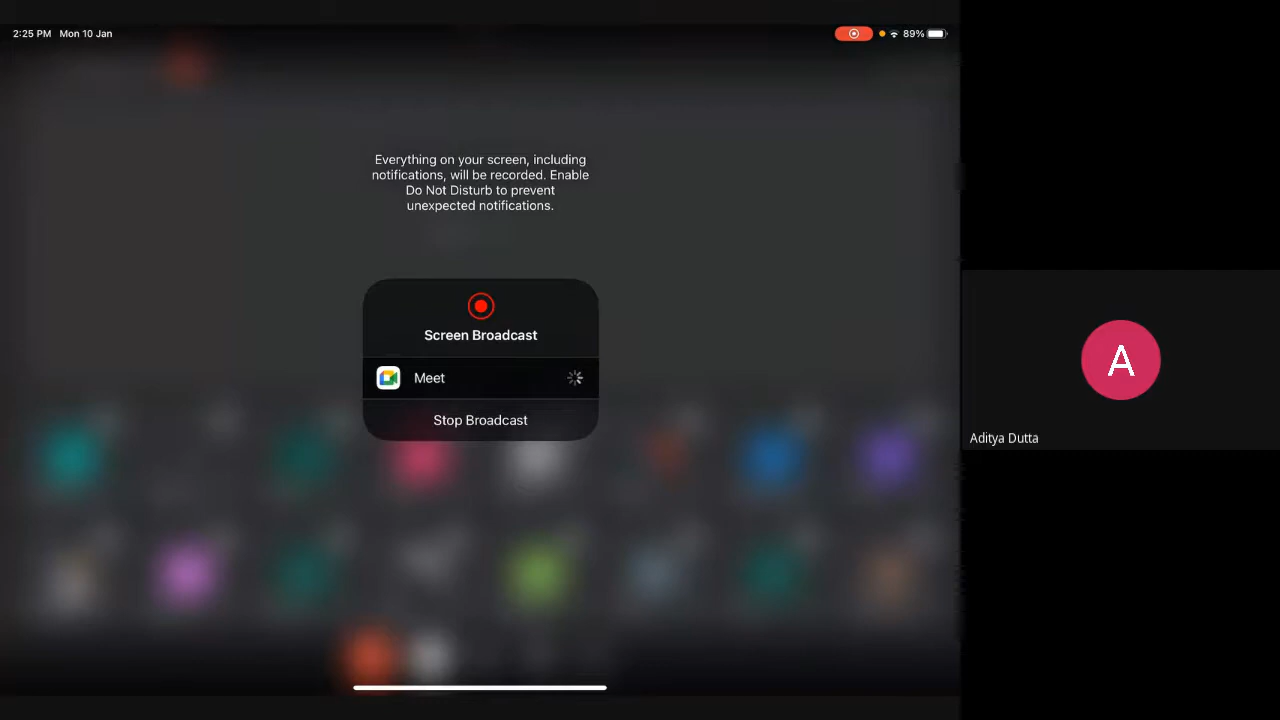 2:25 PM Mon 10 Jan
89%
Everything on your screen, including
notifications, will be recorded. Enable
Do Not Disturb to prevent
unexpected notifications.
Screen Broadcast
Meet
Stop Broadcast
A
Aditya Dutta